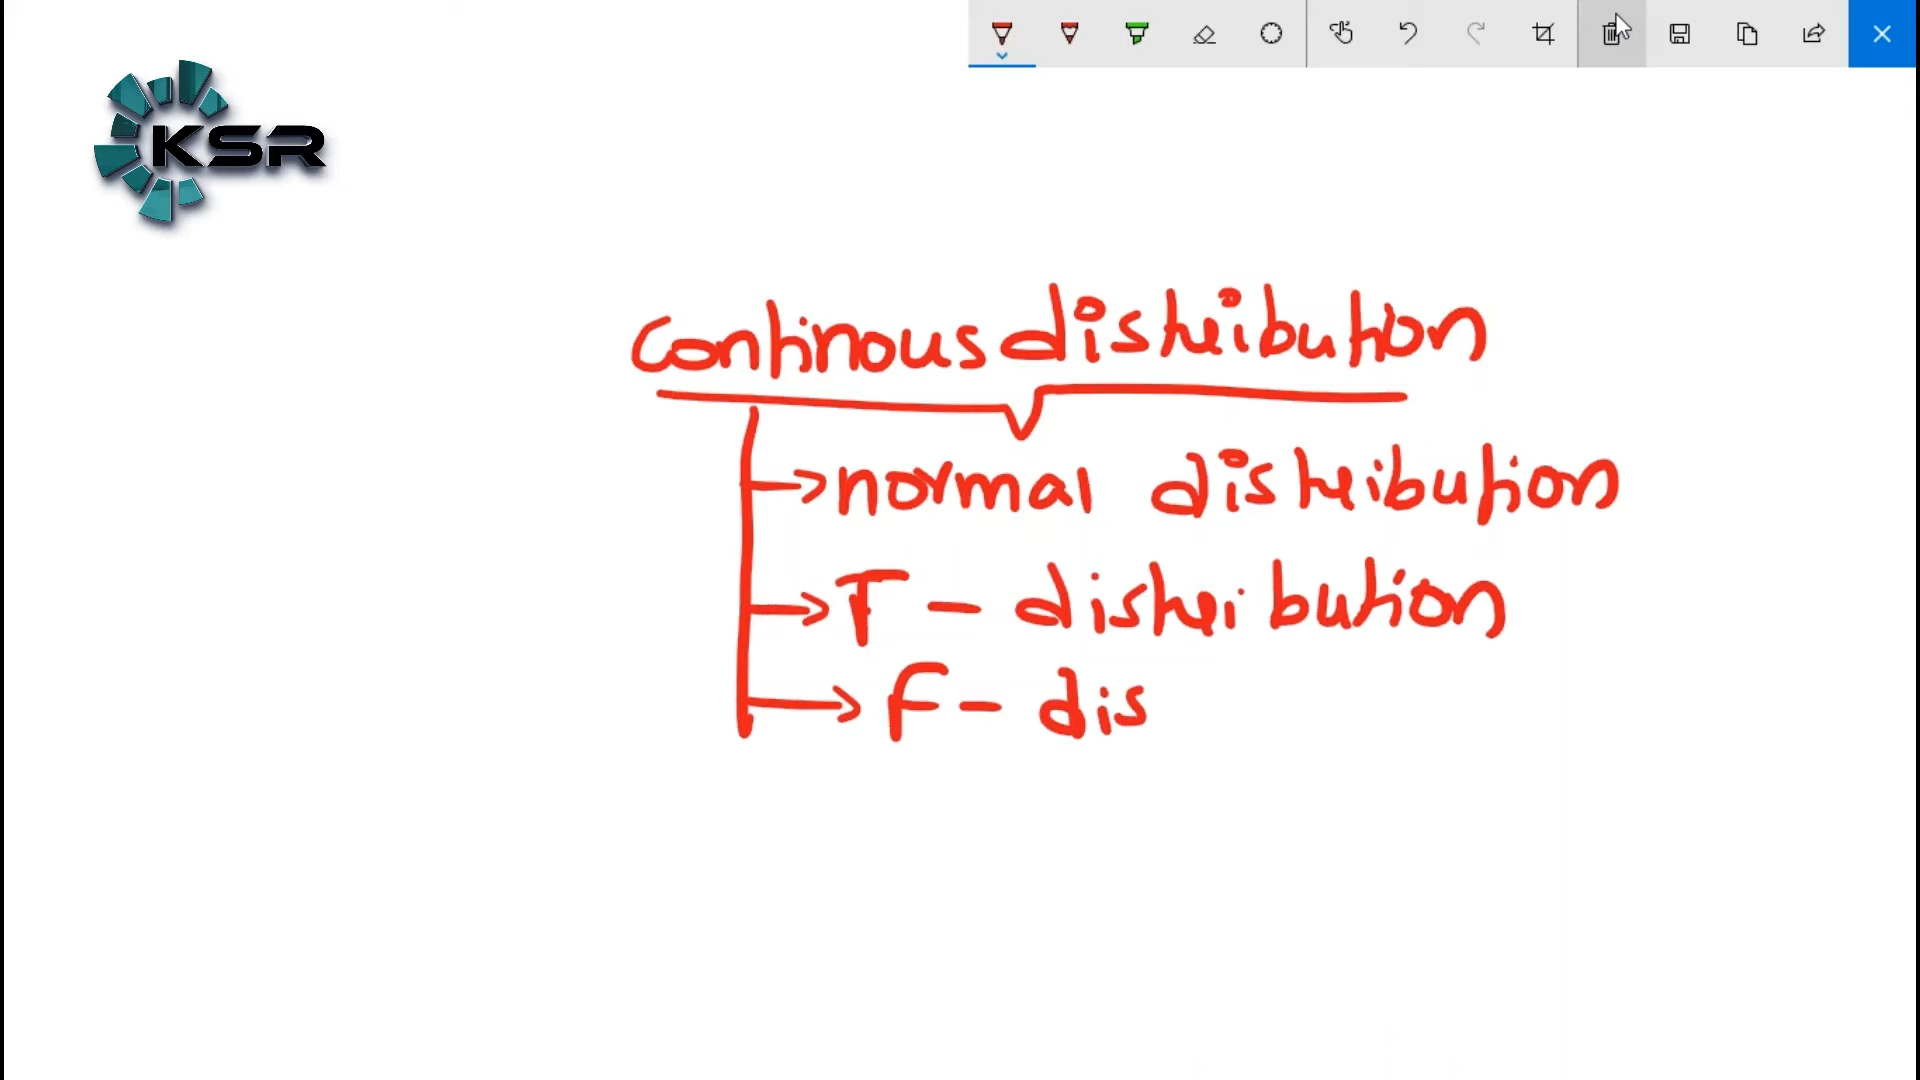 KSR
continous distribution
→ normal distribution
→ T - distribution
→ F - dis